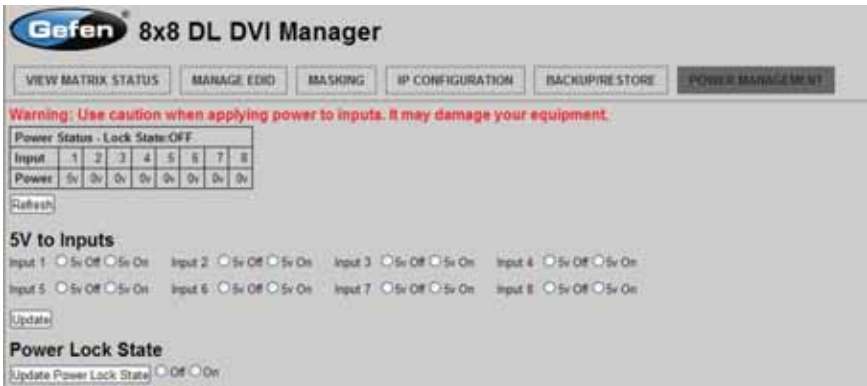 Gefen 8x8 DL DVI Manager
VIEW MATRIX STATUS MANAGE EDID MASKING IP CONFIGURATION BACKUP/RESTORE POWER MANAGEMENT
Warning: Use caution when applying power to inputs. It may damage your equipment.
Power Status - Lock State:OFF
Input 1 2 3 4 5 6 7 8
Power 5v 0v 0v 0v 0v 0v 0v 0v
Refresh
5V to Inputs
Input 1 5v Off 5v On Input 2 5v Off 5v On Input 3 5v Off 5v On Input 4 5v Off 5v On
Input 5 5v Off 5v On Input 6 5v Off 5v On Input 7 5v Off 5v On Input 8 5v Off 5v On
Update
Power Lock State
Update Power Lock State Off On